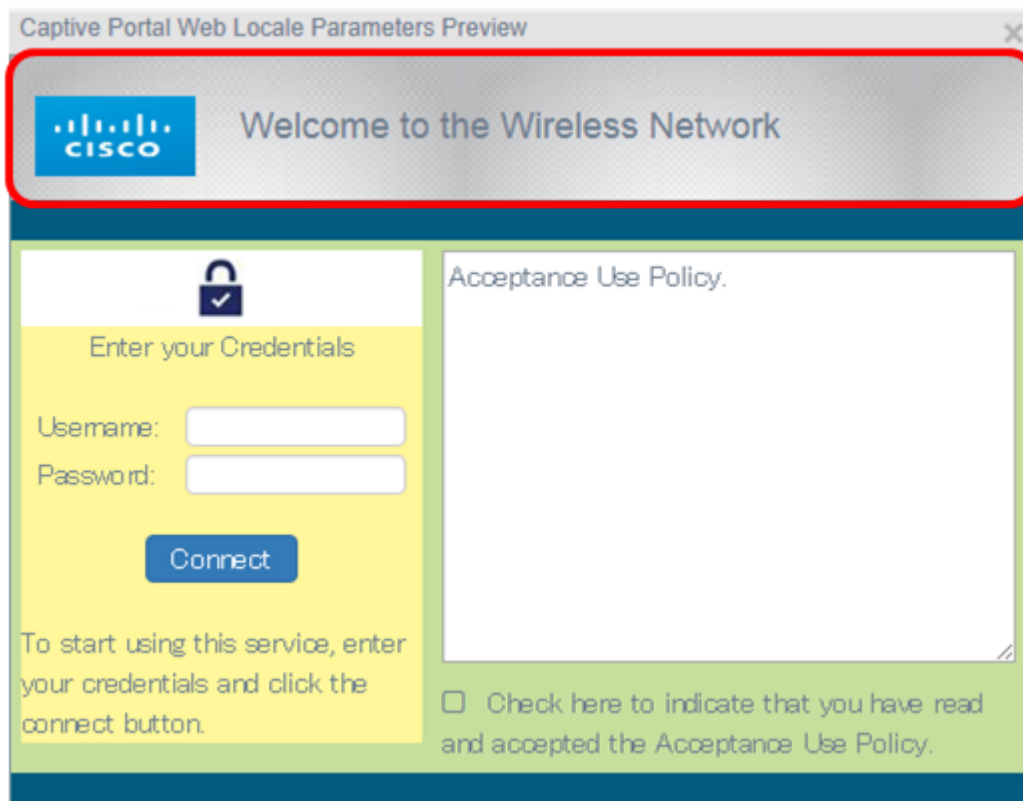 Captive Portal Web Locale Parameters Preview
CISCO
Welcome to the Wireless Network
Enter your Credentials
Username:
Password:
Connect
To start using this service, enter
your credentials and click the
connect button.
Acceptance Use Policy.
Check here to indicate that you have read
and accepted the Acceptance Use Policy.